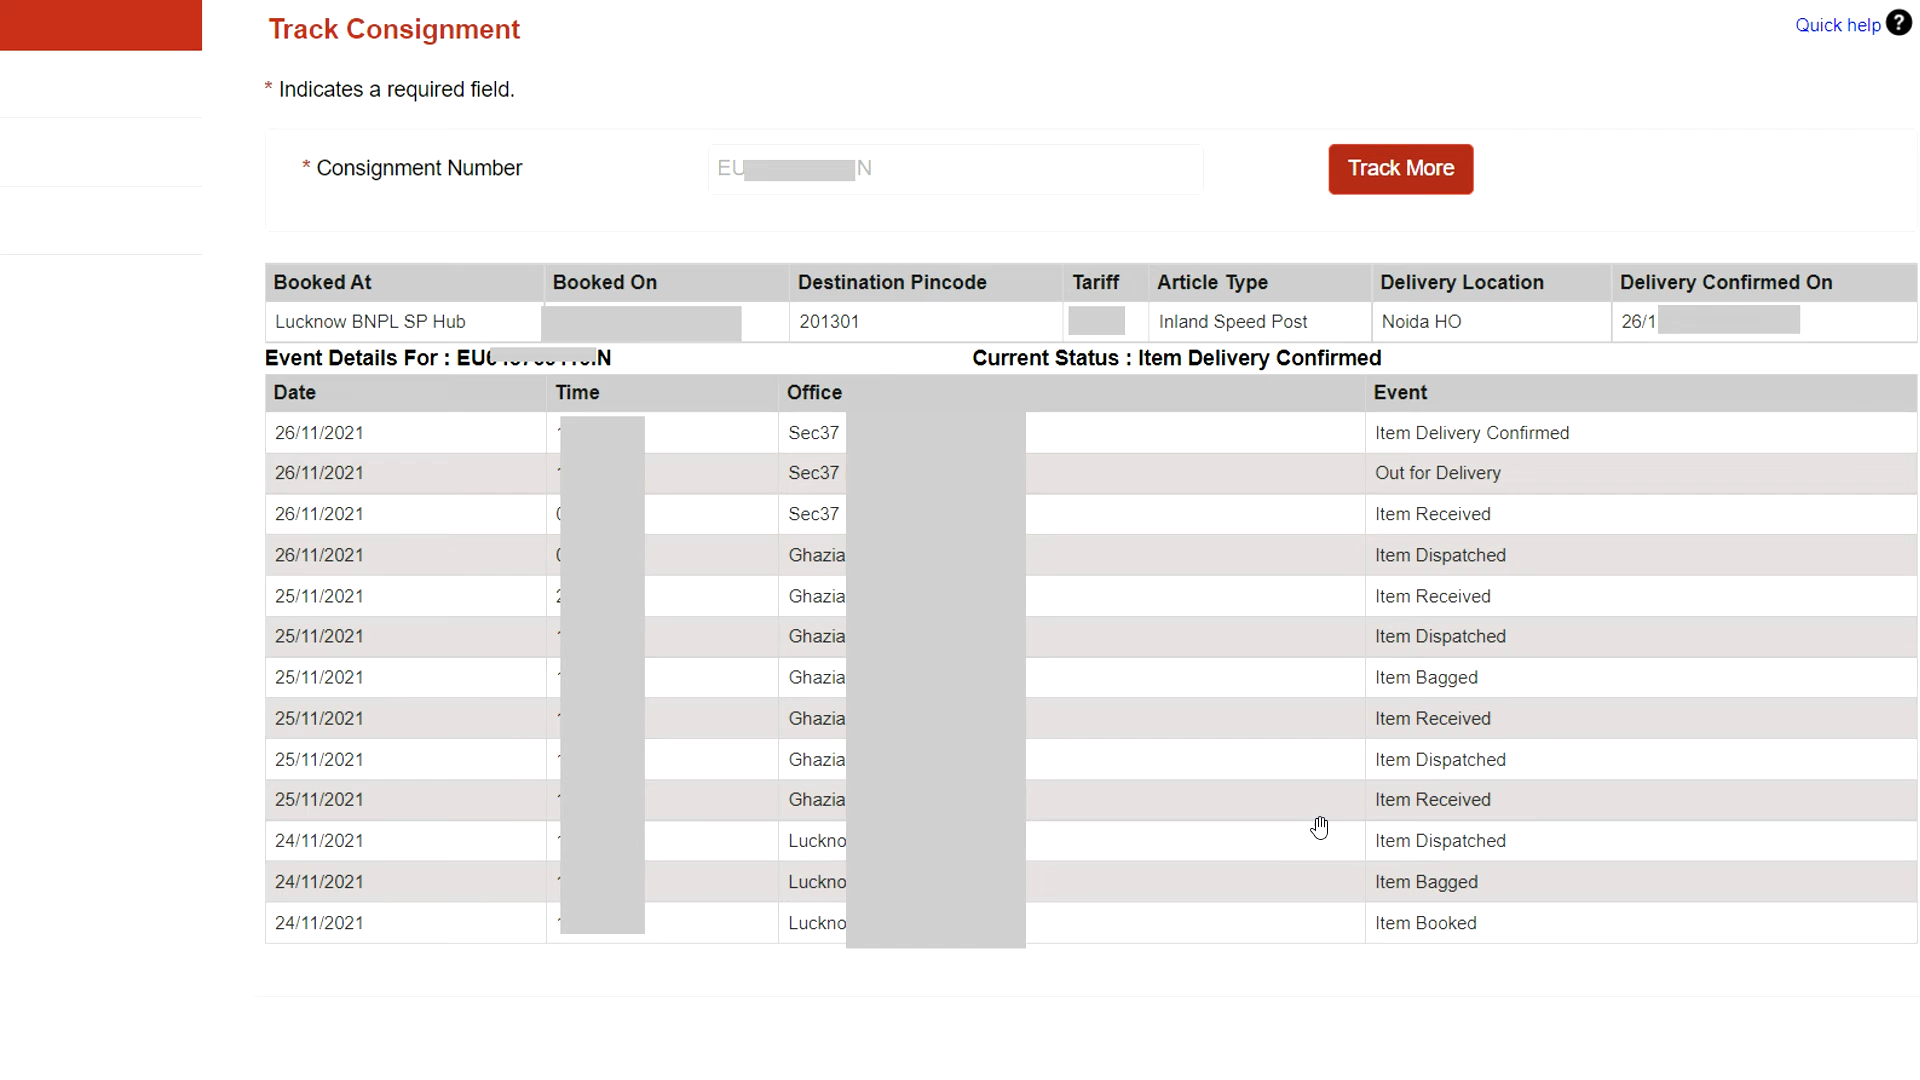 Track Consignment
Quick help
* Indicates a required field.
* Consignment Number EU N Track More
Booked At Booked On Destination Pincode Tariff Article Type Delivery Location Delivery Confirmed On
Lucknow BNPL SP Hub 201301 Inland Speed Post Noida HO 26/1
Event Details For : EU N Current Status : Item Delivery Confirmed
Date Time Office Event
26/11/2021 Sec37 Item Delivery Confirmed
26/11/2021 Sec37 Out for Delivery
26/11/2021 Sec37 Item Received
26/11/2021 Ghazia Item Dispatched
25/11/2021 Ghazia Item Received
25/11/2021 Ghazia Item Dispatched
25/11/2021 Ghazia Item Bagged
25/11/2021 Ghazia Item Received
25/11/2021 Ghazia Item Dispatched
25/11/2021 Ghazia Item Received
24/11/2021 Luckno Item Dispatched
24/11/2021 Luckno Item Bagged
24/11/2021 Luckno Item Booked